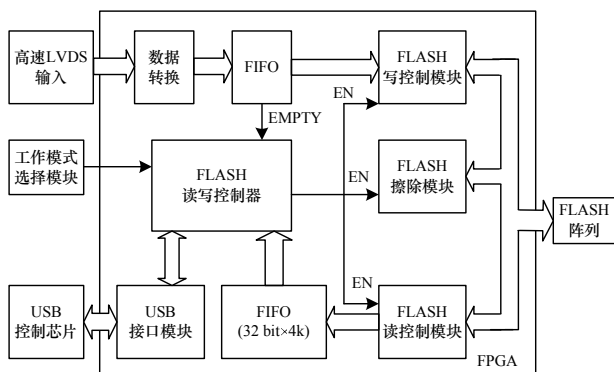 高速LVDS
输入
数据
转换
FIFO
FLASH
写控制模块
EN
EMPTY
工作模式
选择模块
FLASH
读写控制器
EN
FLASH
擦除模块
FLASH
阵列
EN
USB
控制芯片
USB
接口模块
FIFO
(32 bit×4k)
FLASH
读控制模块
FPGA